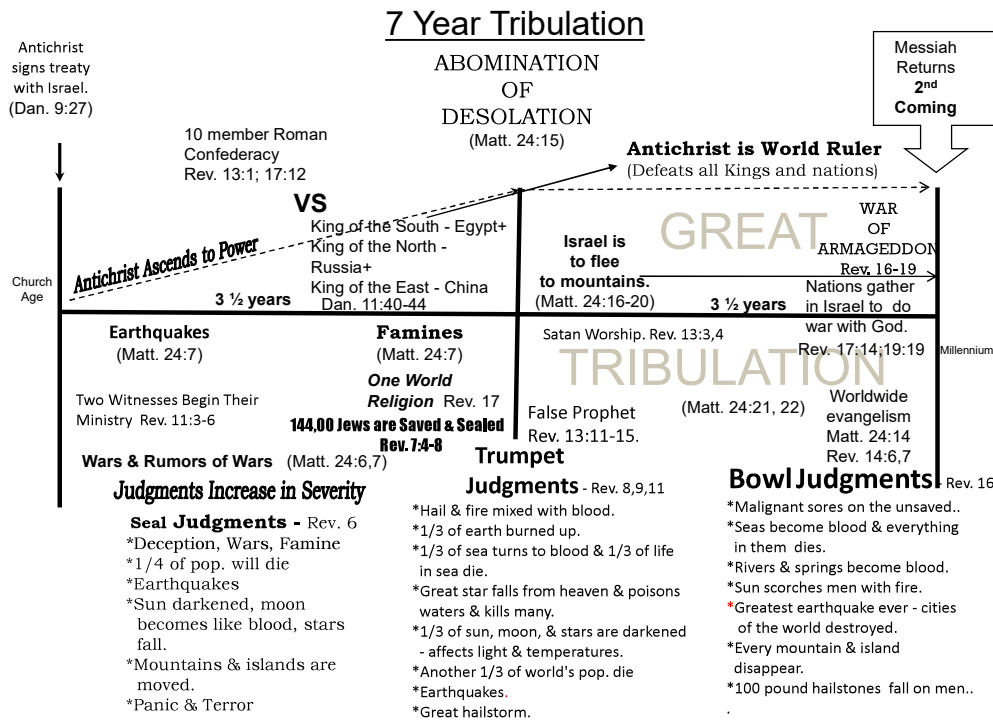 7 Year Tribulation
Antichrist
signs treaty
with Israel.
(Dan. 9:27)
ABOMINATION
OF
DESOLATION
(Matt. 24:15)
Messiah
Returns
2nd
Coming
10 member Roman
Confederacy
Rev. 13:1; 17:12
VS
King of the South - Egypt+
King of the North -
Russia+
King of the East - China
Dan. 11:40-44
Antichrist Ascends to Power
Church
Age
3 ½ years
Antichrist is World Ruler
(Defeats all Kings and nations)
GREAT
TRIBULATION
Israel is
to flee
to mountains.
(Matt. 24:16-20)
3 ½ years
WAR
OF
ARMAGEDDON
Rev. 16-19
Nations gather
in Israel to do
war with God.
Rev. 17:14;19:19
Millennium
Earthquakes
(Matt. 24:7)
Famines
(Matt. 24:7)
One World
Religion Rev. 17
Two Witnesses Begin Their
Ministry Rev. 11:3-6
144,00 Jews are Saved & Sealed
Rev. 7:4-8
Wars & Rumors of Wars (Matt. 24:6,7)
Satan Worship. Rev. 13:3,4
False Prophet
Rev. 13:11-15.
(Matt. 24:21, 22)
Worldwide
evangelism
Matt. 24:14
Rev. 14:6,7
Judgments Increase in Severity
Seal Judgments - Rev. 6
*Deception, Wars, Famine
*1/4 of pop. will die
*Earthquakes
*Sun darkened, moon
becomes like blood, stars
fall.
*Mountains & islands are
moved.
*Panic & Terror
Trumpet
Judgments - Rev. 8,9,11
*Hail & fire mixed with blood.
*1/3 of earth burned up.
*1/3 of sea turns to blood & 1/3 of life
in sea die.
*Great star falls from heaven & poisons
waters & kills many.
*1/3 of sun, moon, & stars are darkened
- affects light & temperatures.
*Another 1/3 of world's pop. die
*Earthquakes.
*Great hailstorm.
Bowl Judgments - Rev. 16
*Malignant sores on the unsaved..
*Seas become blood & everything
in them dies.
*Rivers & springs become blood.
*Sun scorches men with fire.
*Greatest earthquake ever - cities
of the world destroyed.
*Every mountain & island
disappear.
*100 pound hailstones fall on men..
.